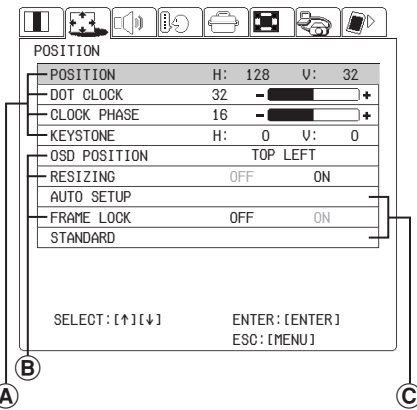 POSITION
POSITION H: 128 V: 32
DOT CLOCK 32 - +
CLOCK PHASE 16 - +
KEYSTONE H: 0 V: 0
OSD POSITION TOP LEFT
RESIZING OFF ON
AUTO SETUP
FRAME LOCK OFF ON
STANDARD
SELECT:[↑][↓] ENTER:[ENTER]
ESC:[MENU]
B
A C